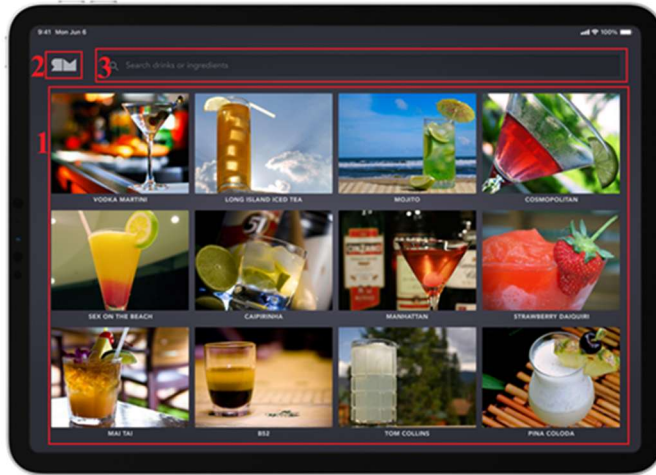 9:41 Mon Jun 6 100%
2 ЯM 3 Search drinks or ingredients
1
VODKA MARTINI LONG ISLAND ICED TEA MOJITO COSMOPOLITAN
SEX ON THE BEACH CAIPIRINHA MANHATTAN STRAWBERRY DAIQUIRI
MAI TAI B52 TOM COLLINS PINA COLODA